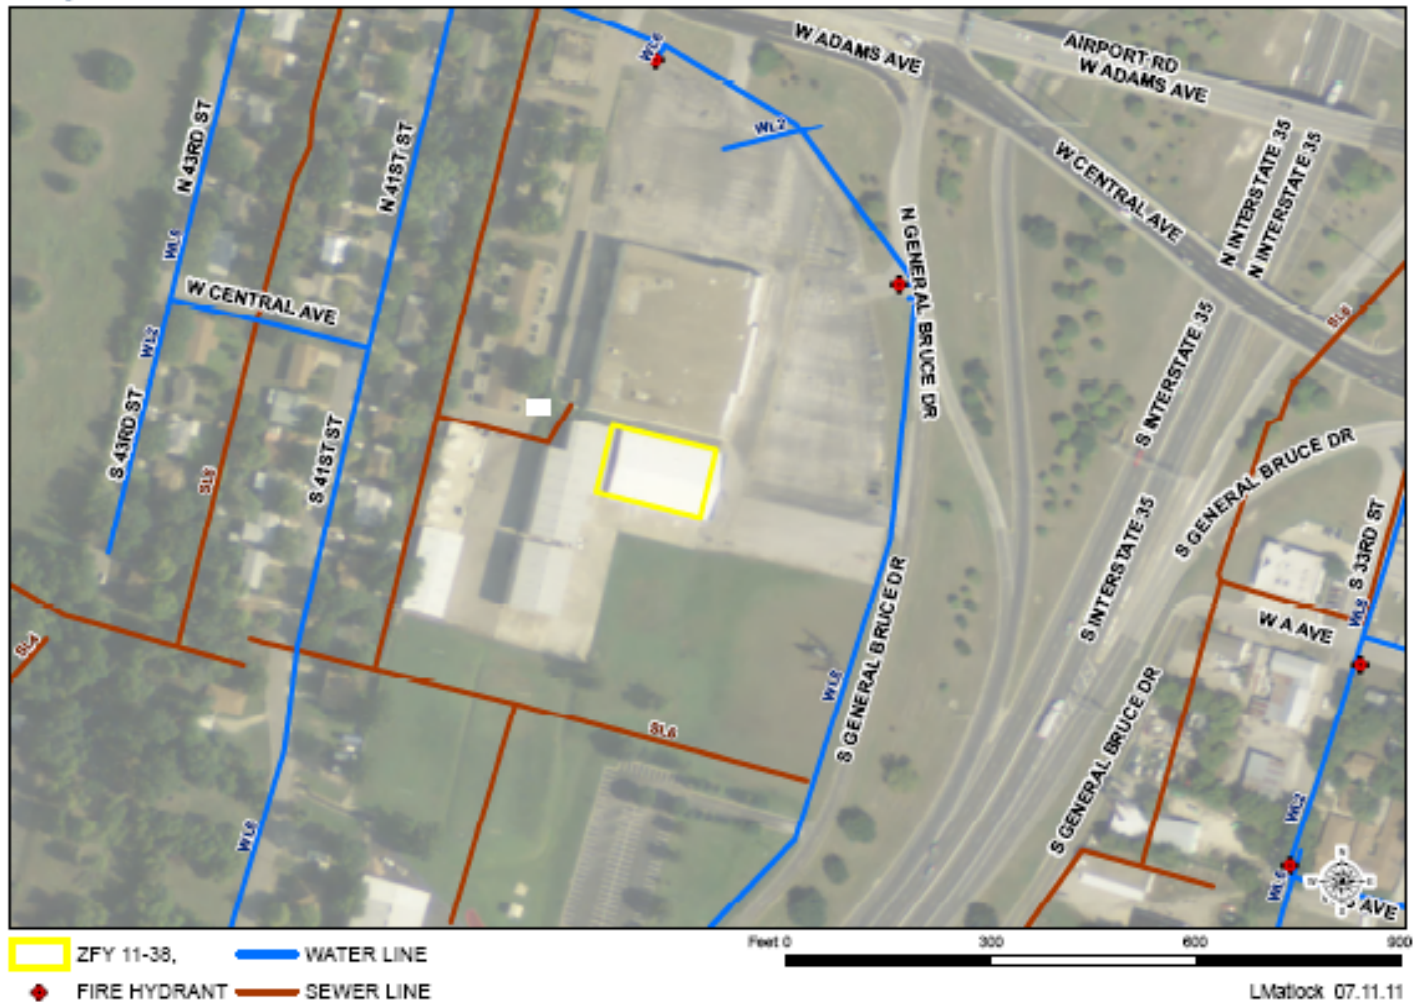 W ADAMS AVE
AIRPORT RD
W ADAMS AVE
WL6
WL2
N 43RD ST
N 41ST ST
W CENTRAL AVE
N INTERSTATE 35
N INTERSTATE 35
N GENERAL BRUCE DR
WL6
W CENTRAL AVE
WL2
S INTERSTATE 35
SL6
S 43RD ST
S 41ST ST
SL6
S GENERAL BRUCE DR
S INTERSTATE 35
S 33RD ST
S GENERAL BRUCE DR
W A AVE
WL8
SL4
WL8
SL6
S GENERAL BRUCE DR
WL2
WL6
WL6
AVE
ZFY 11-38,
WATER LINE
FIRE HYDRANT
SEWER LINE
Feet 0 300 600 900
LMatlock 07.11.11